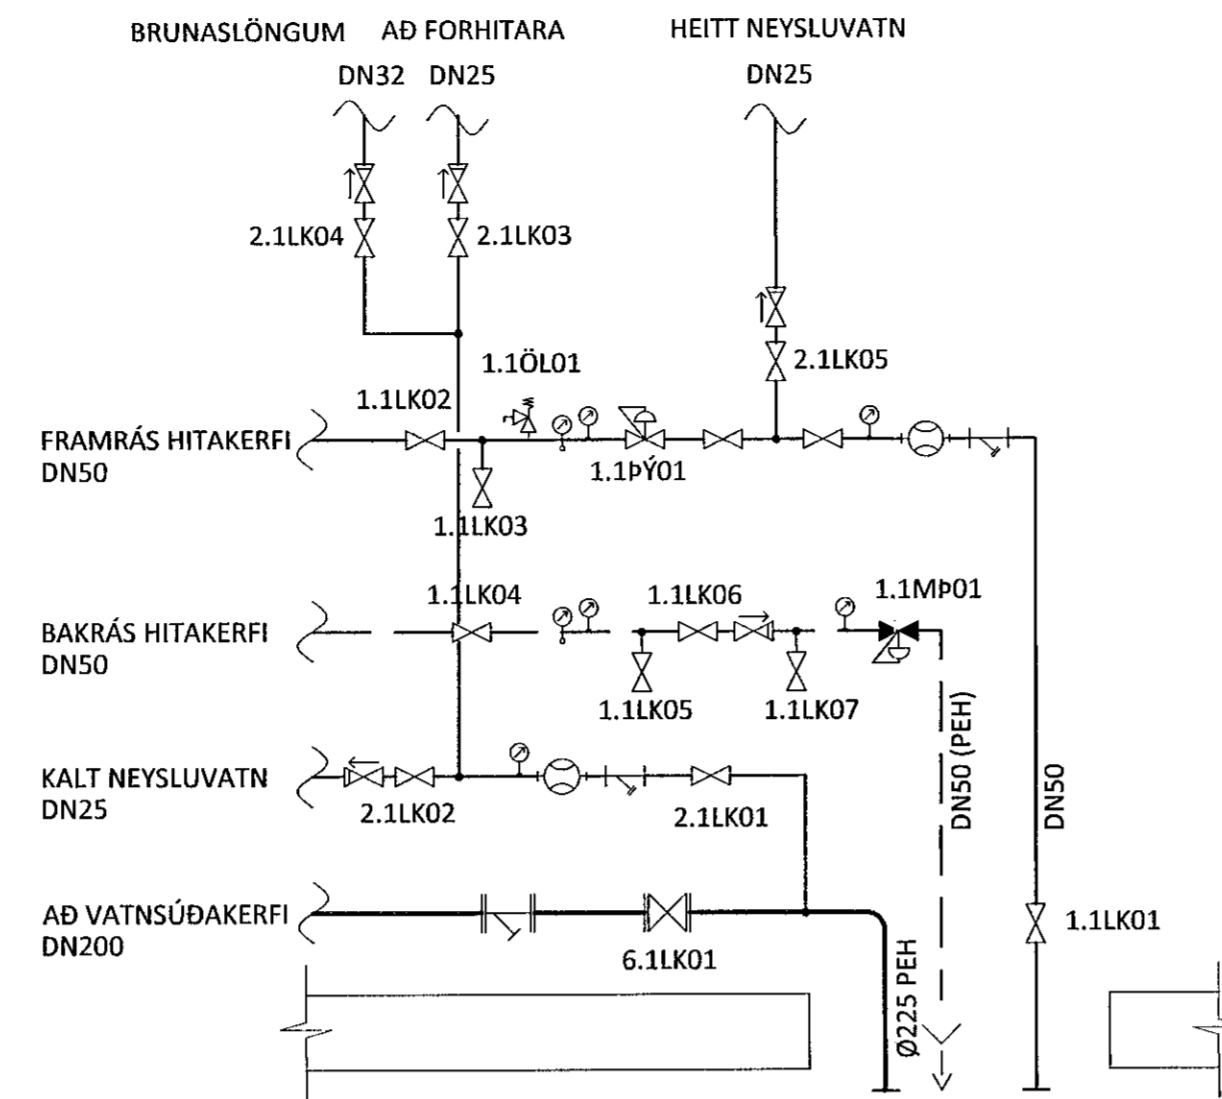 BRUNASLÖNGUM
AÐ FORHITARA
HEITT NEYSLUVATN
DN32
DN25
DN25
2.1LK04
2.1LK03
2.1LK05
1.1ÖL01
1.1LK02
FRAMRÁS HITAKERFI
DN50
1.1ÞÝ01
1.1LK03
1.1LK04
1.1LK06
1.1MÞ01
BAKRÁS HITAKERFI
DN50
1.1LK05
1.1LK07
DN50 (PEH)
DN50
KALT NEYSLUVATN
DN25
2.1LK02
2.1LK01
AÐ VATNSÚÐAKERFI
DN200
6.1LK01
1.1LK01
Ø225 PEH